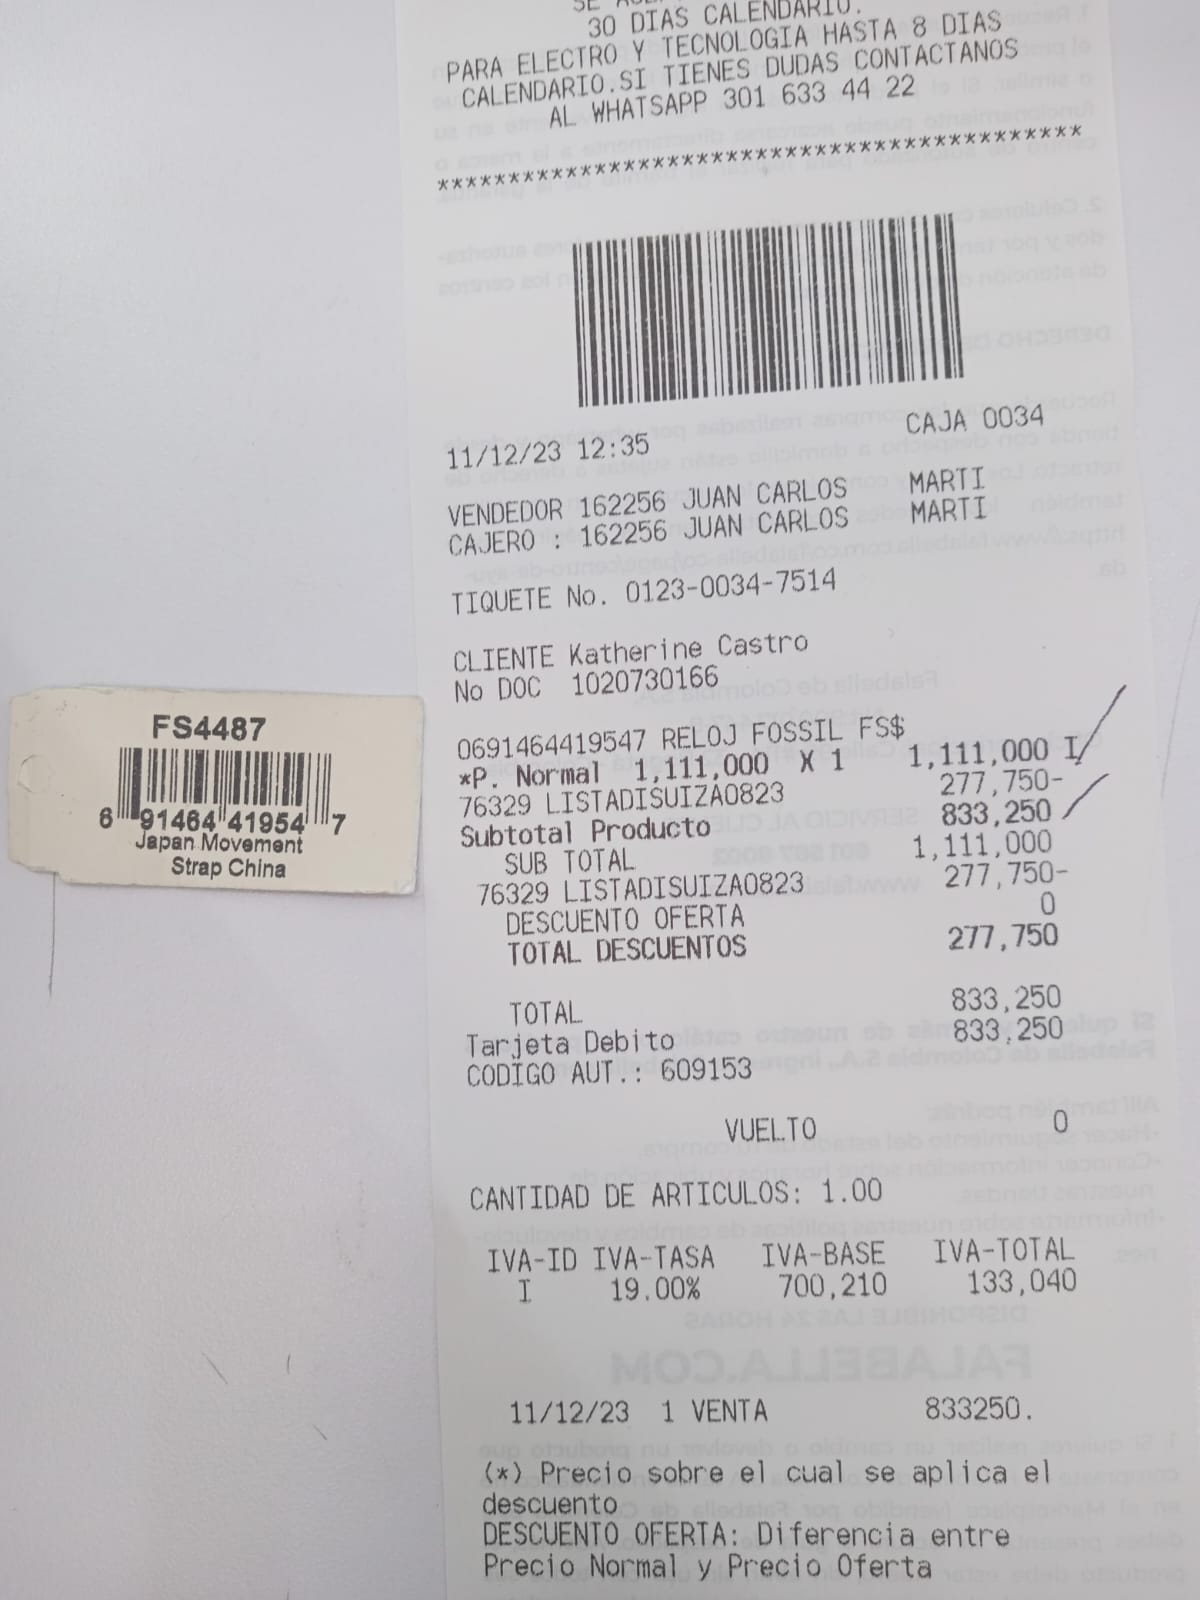 30 DIAS CALENDARIO.
PARA ELECTRO Y TECNOLOGIA HASTA 8 DIAS
CALENDARIO.SI TIENES DUDAS CONTACTANOS
AL WHATSAPP 301 633 44 22
*********************************************
11/12/23 12:35 CAJA 0034
VENDEDOR 162256 JUAN CARLOS MARTI
CAJERO : 162256 JUAN CARLOS MARTI
TIQUETE No. 0123-0034-7514
CLIENTE Katherine Castro
No DOC 1020730166
0691464419547 RELOJ FOSSIL FS$
*P. Normal 1,111,000 X 1 1,111,000 I
76329 LISTADISUIZA0823 277,750-
Subtotal Producto 833,250
SUB TOTAL 1,111,000
76329 LISTADISUIZA0823 277,750-
DESCUENTO OFERTA 0
TOTAL DESCUENTOS 277,750
TOTAL 833,250
Tarjeta Debito 833,250
CODIGO AUT.: 609153
VUELTO 0
CANTIDAD DE ARTICULOS: 1.00
IVA-ID IVA-TASA IVA-BASE IVA-TOTAL
I 19.00% 700,210 133,040
11/12/23 1 VENTA 833250.
(*) Precio sobre el cual se aplica el
descuento
DESCUENTO OFERTA: Diferencia entre
Precio Normal y Precio Oferta
FS4487
6 91464 41954 7
Japan Movement
Strap China